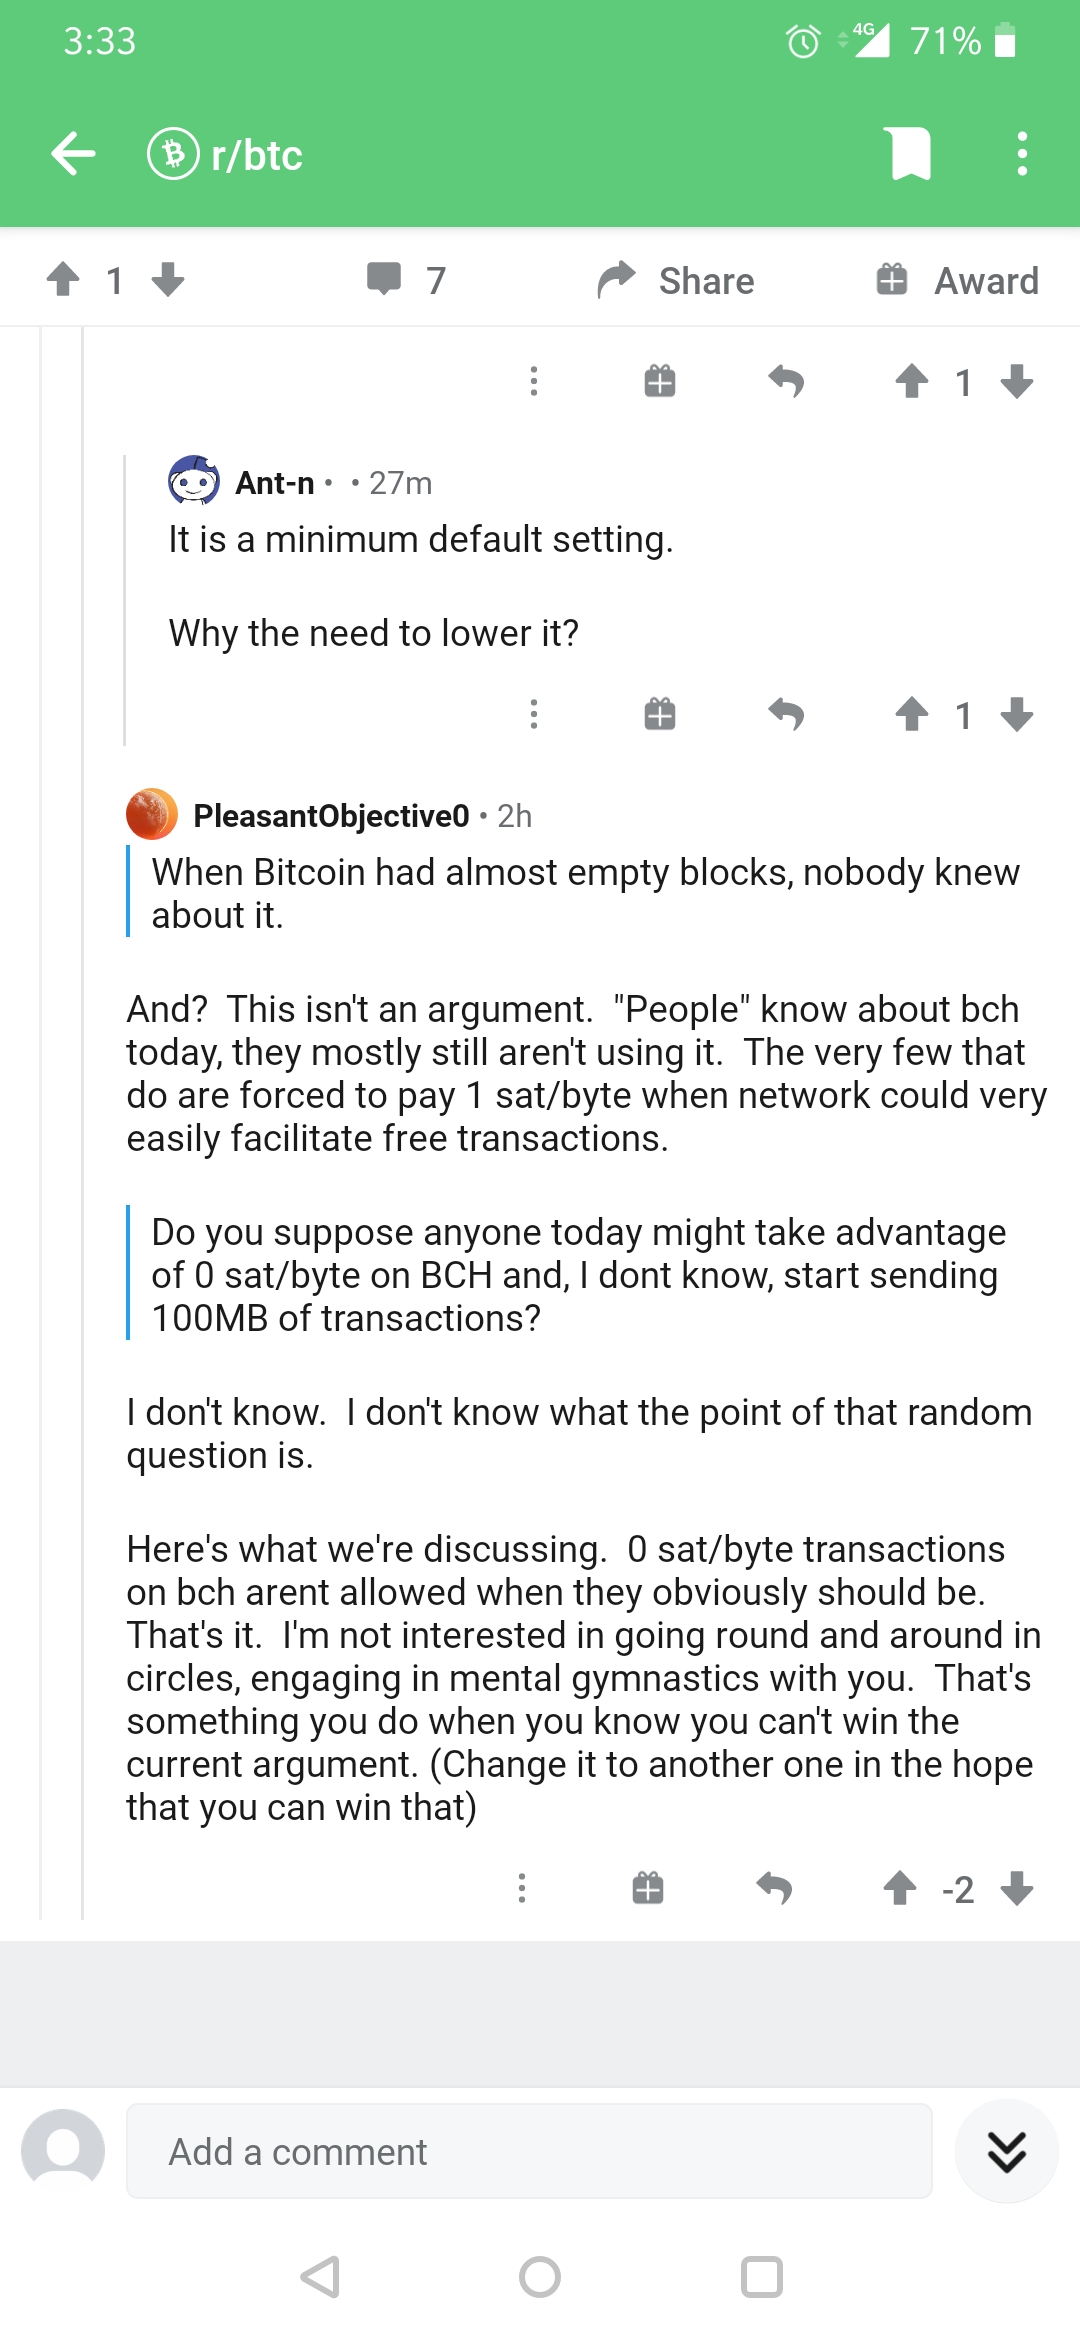 3:33
4G
71%
r/btc
1
7
Share
Award
1
Ant-n • • 27m
It is a minimum default setting.
Why the need to lower it?
1
PleasantObjective0 • 2h
When Bitcoin had almost empty blocks, nobody knew
about it.
And?  This isn't an argument.  "People" know about bch
today, they mostly still aren't using it.  The very few that
do are forced to pay 1 sat/byte when network could very
easily facilitate free transactions.
Do you suppose anyone today might take advantage
of 0 sat/byte on BCH and, I dont know, start sending
100MB of transactions?
I don't know.  I don't know what the point of that random
question is.
Here's what we're discussing.  0 sat/byte transactions
on bch arent allowed when they obviously should be.
That's it.  I'm not interested in going round and around in
circles, engaging in mental gymnastics with you.  That's
something you do when you know you can't win the
current argument. (Change it to another one in the hope
that you can win that)
-2
Add a comment